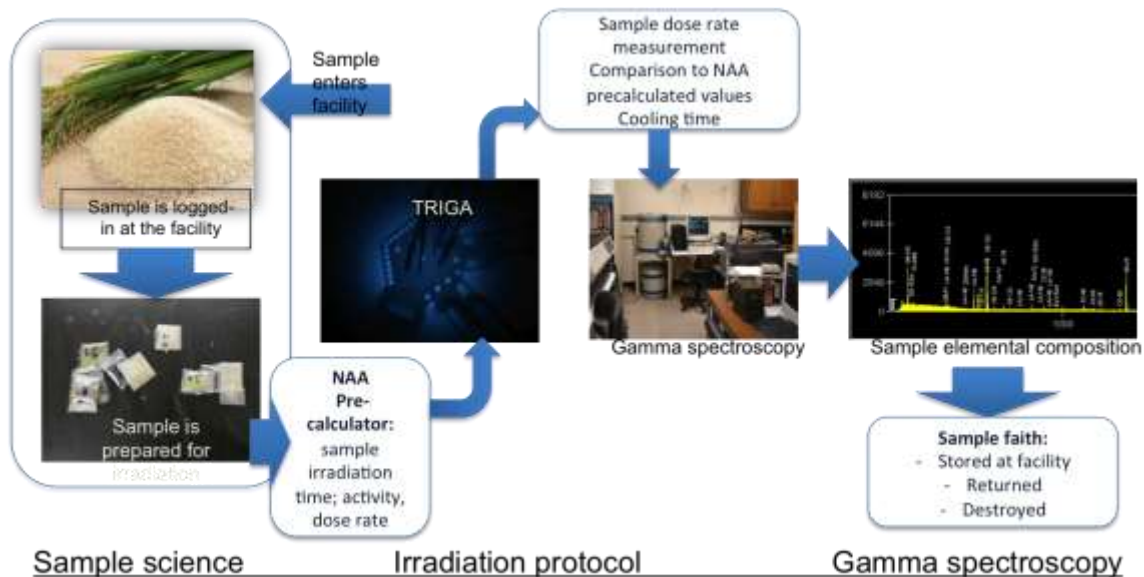 Sample
enters
facility
Sample is logged-
in at the facility
Sample is
prepared for
irradiation
NAA
Pre-
calculator:
sample
irradiation
time; activity,
dose rate
TRIGA
Sample dose rate
measurement
Comparison to NAA
precalculated values
Cooling time
Gamma spectroscopy
Sample elemental composition
Sample faith:
- Stored at facility
- Returned
- Destroyed
Sample science
Irradiation protocol
Gamma spectroscopy